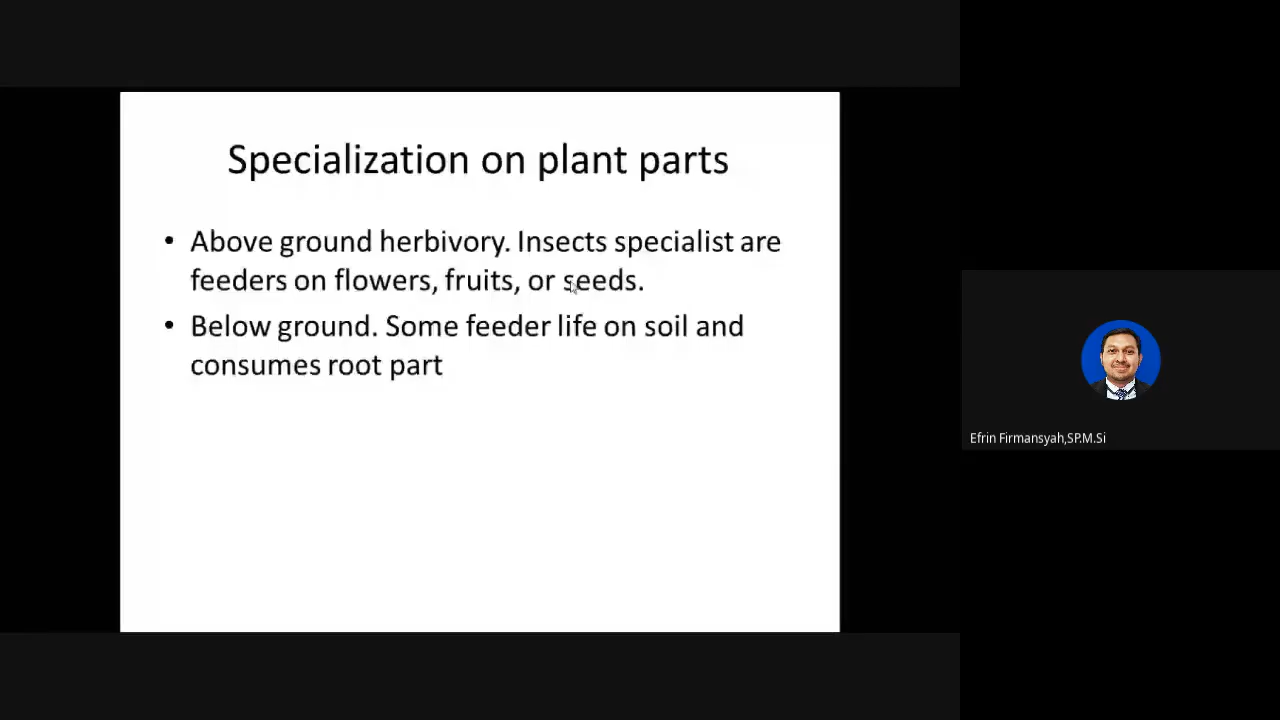 Specialization on plant parts
• Above ground herbivory. Insects specialist are
feeders on flowers, fruits, or seeds.
• Below ground. Some feeder life on soil and
consumes root part
Efrin Firmansyah,SP.M.Si